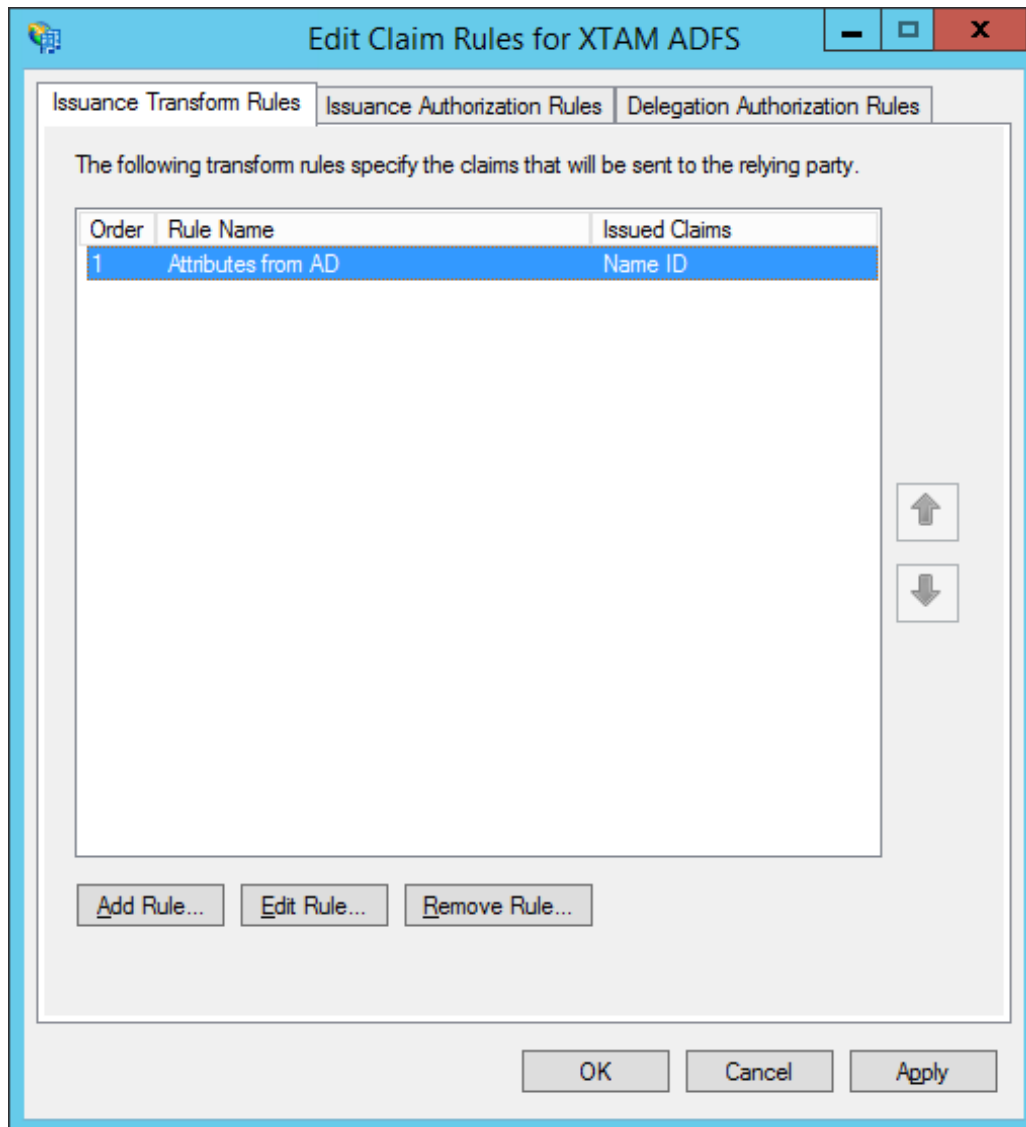 Edit Claim Rules for XTAM ADFS
Issuance Transform Rules Issuance Authorization Rules Delegation Authorization Rules
The following transform rules specify the claims that will be sent to the relying party.
Order Rule Name Issued Claims
1 Attributes from AD Name ID
Add Rule... Edit Rule... Remove Rule...
OK Cancel Apply